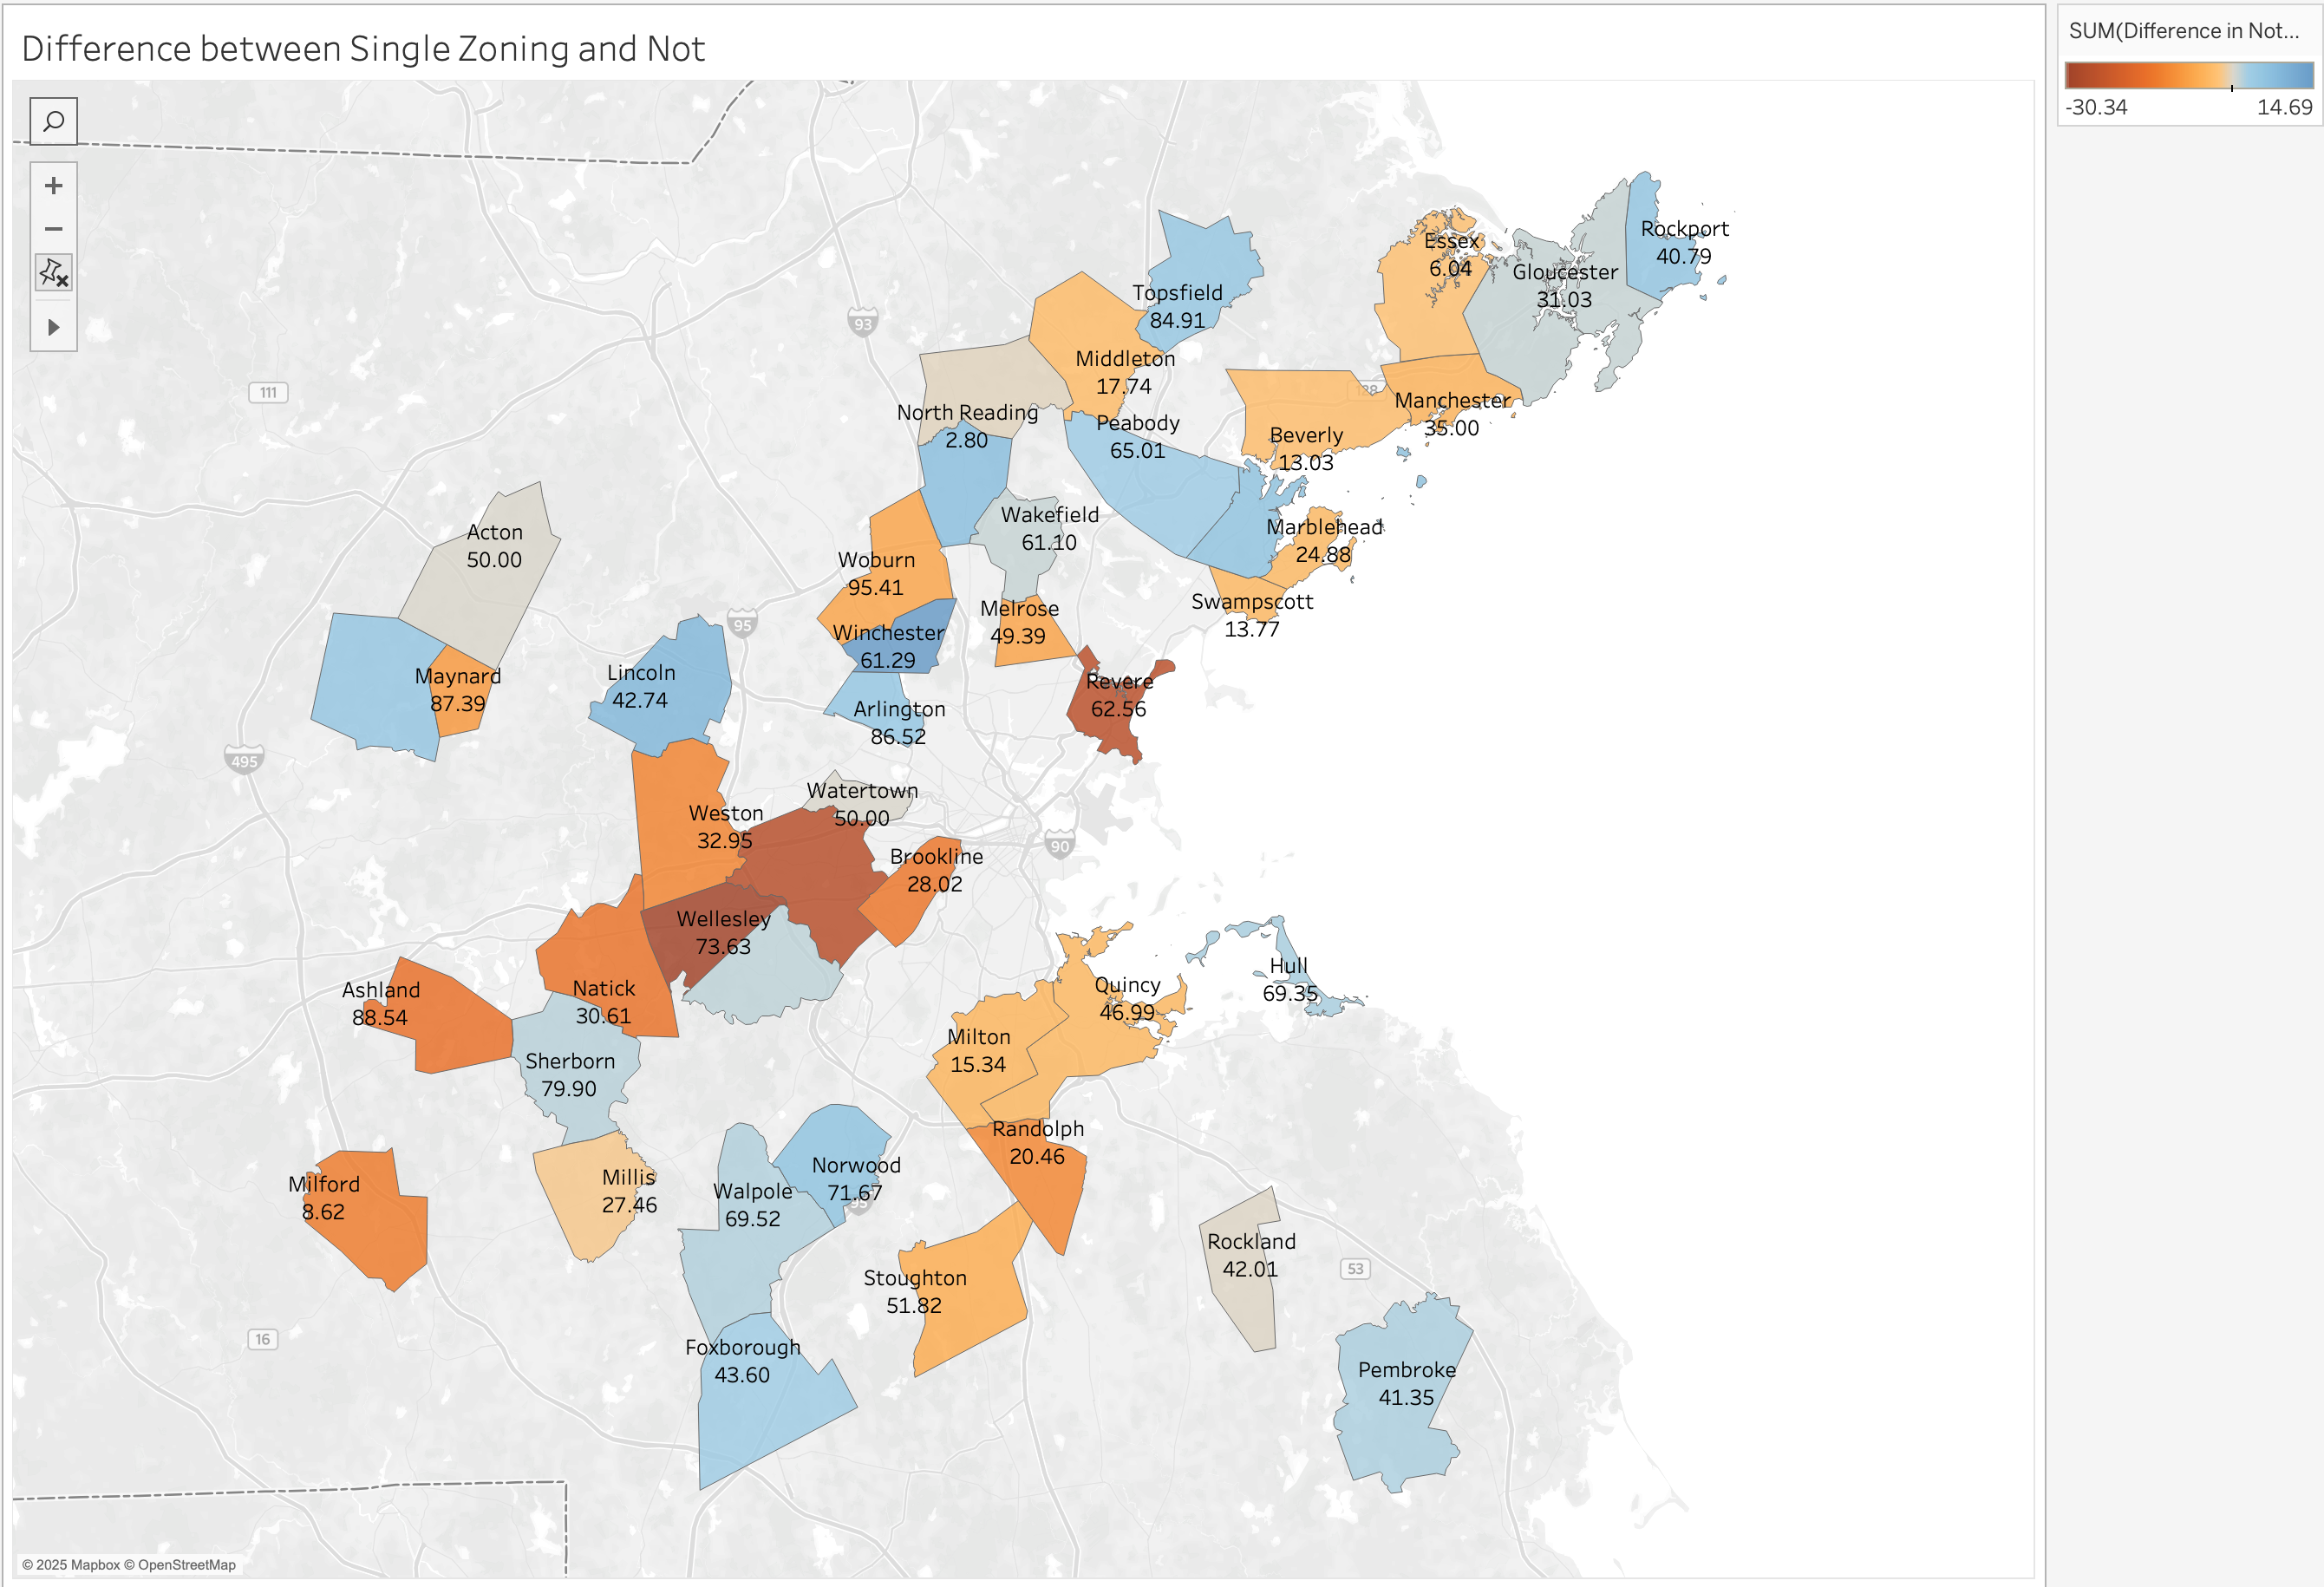 Difference between Single Zoning and Not
SUM(Difference in Not...
-30.34 14.69
Rockport
40.79
Essex
6.04
Gloucester
31.03
Topsfield
84.91
93
Middleton
17.74
111
128
Manchester
35.00
North Reading
2.80
Peabody
65.01
Beverly
13.03
Acton
50.00
Wakefield
61.10
Marblehead
24.88
Woburn
95.41
Swampscott
13.77
Melrose
49.39
95
Winchester
61.29
Maynard
87.39
Lincoln
42.74
Revere
62.56
Arlington
86.52
495
Watertown
50.00
Weston
32.95
90
Brookline
28.02
Wellesley
73.63
Hull
69.35
Ashland
88.54
Natick
30.61
Quincy
46.99
Milton
15.34
Sherborn
79.90
Randolph
20.46
Norwood
71.67
95
Milford
8.62
Millis
27.46
Walpole
69.52
Rockland
42.01
53
Stoughton
51.82
16
Foxborough
43.60
Pembroke
41.35
© 2025 Mapbox © OpenStreetMap